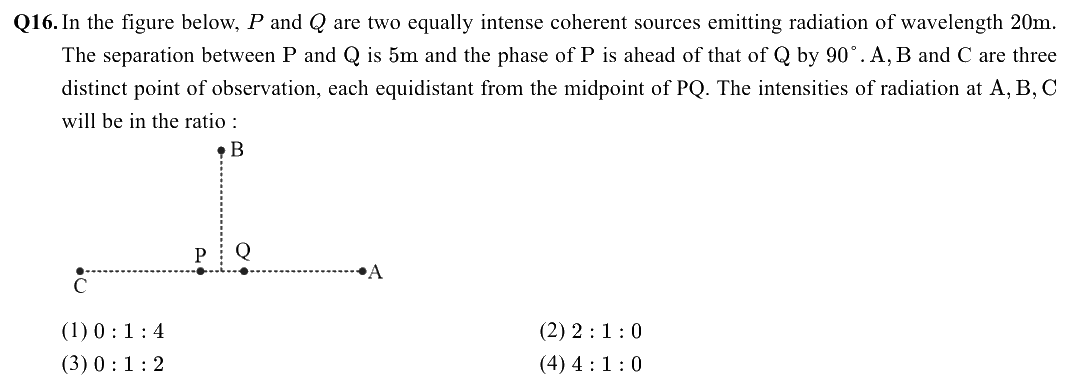 Q16. In the figure below, P and Q are two equally intense coherent sources emitting radiation of wavelength 20m.
The separation between P and Q is 5m and the phase of P is ahead of that of Q by 90°. A, B and C are three
distinct point of observation, each equidistant from the midpoint of PQ. The intensities of radiation at A, B, C
will be in the ratio :
B
P Q
A
C
(1) 0 : 1 : 4 (2) 2 : 1 : 0
(3) 0 : 1 : 2 (4) 4 : 1 : 0